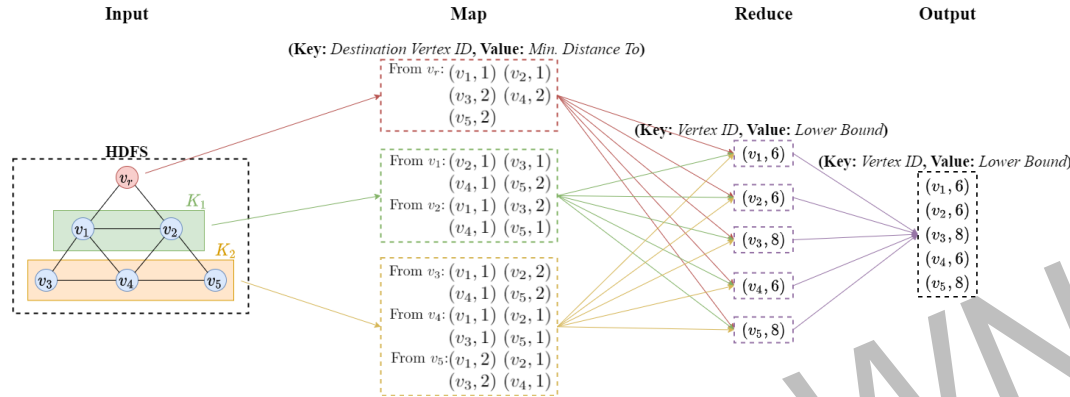 Input Map Reduce Output
(Key: Destination Vertex ID, Value: Min. Distance To)
From v_r: (v_1, 1) (v_2, 1)
(v_3, 2) (v_4, 2)
(v_5, 2)
(Key: Vertex ID, Value: Lower Bound)
(Key: Vertex ID, Value: Lower Bound)
HDFS
v_r
K_1
v_1 v_2
K_2
v_3 v_4 v_5
From v_1: (v_2, 1) (v_3, 1)
(v_4, 1) (v_5, 2)
From v_2: (v_1, 1) (v_3, 2)
(v_4, 1) (v_5, 1)
From v_3: (v_1, 1) (v_2, 2)
(v_4, 1) (v_5, 2)
From v_4: (v_1, 1) (v_2, 1)
(v_3, 1) (v_5, 1)
From v_5: (v_1, 2) (v_2, 1)
(v_3, 2) (v_4, 1)
(v_1, 6)
(v_2, 6)
(v_3, 8)
(v_4, 6)
(v_5, 8)
(v_1, 6)
(v_2, 6)
(v_3, 8)
(v_4, 6)
(v_5, 8)
WN